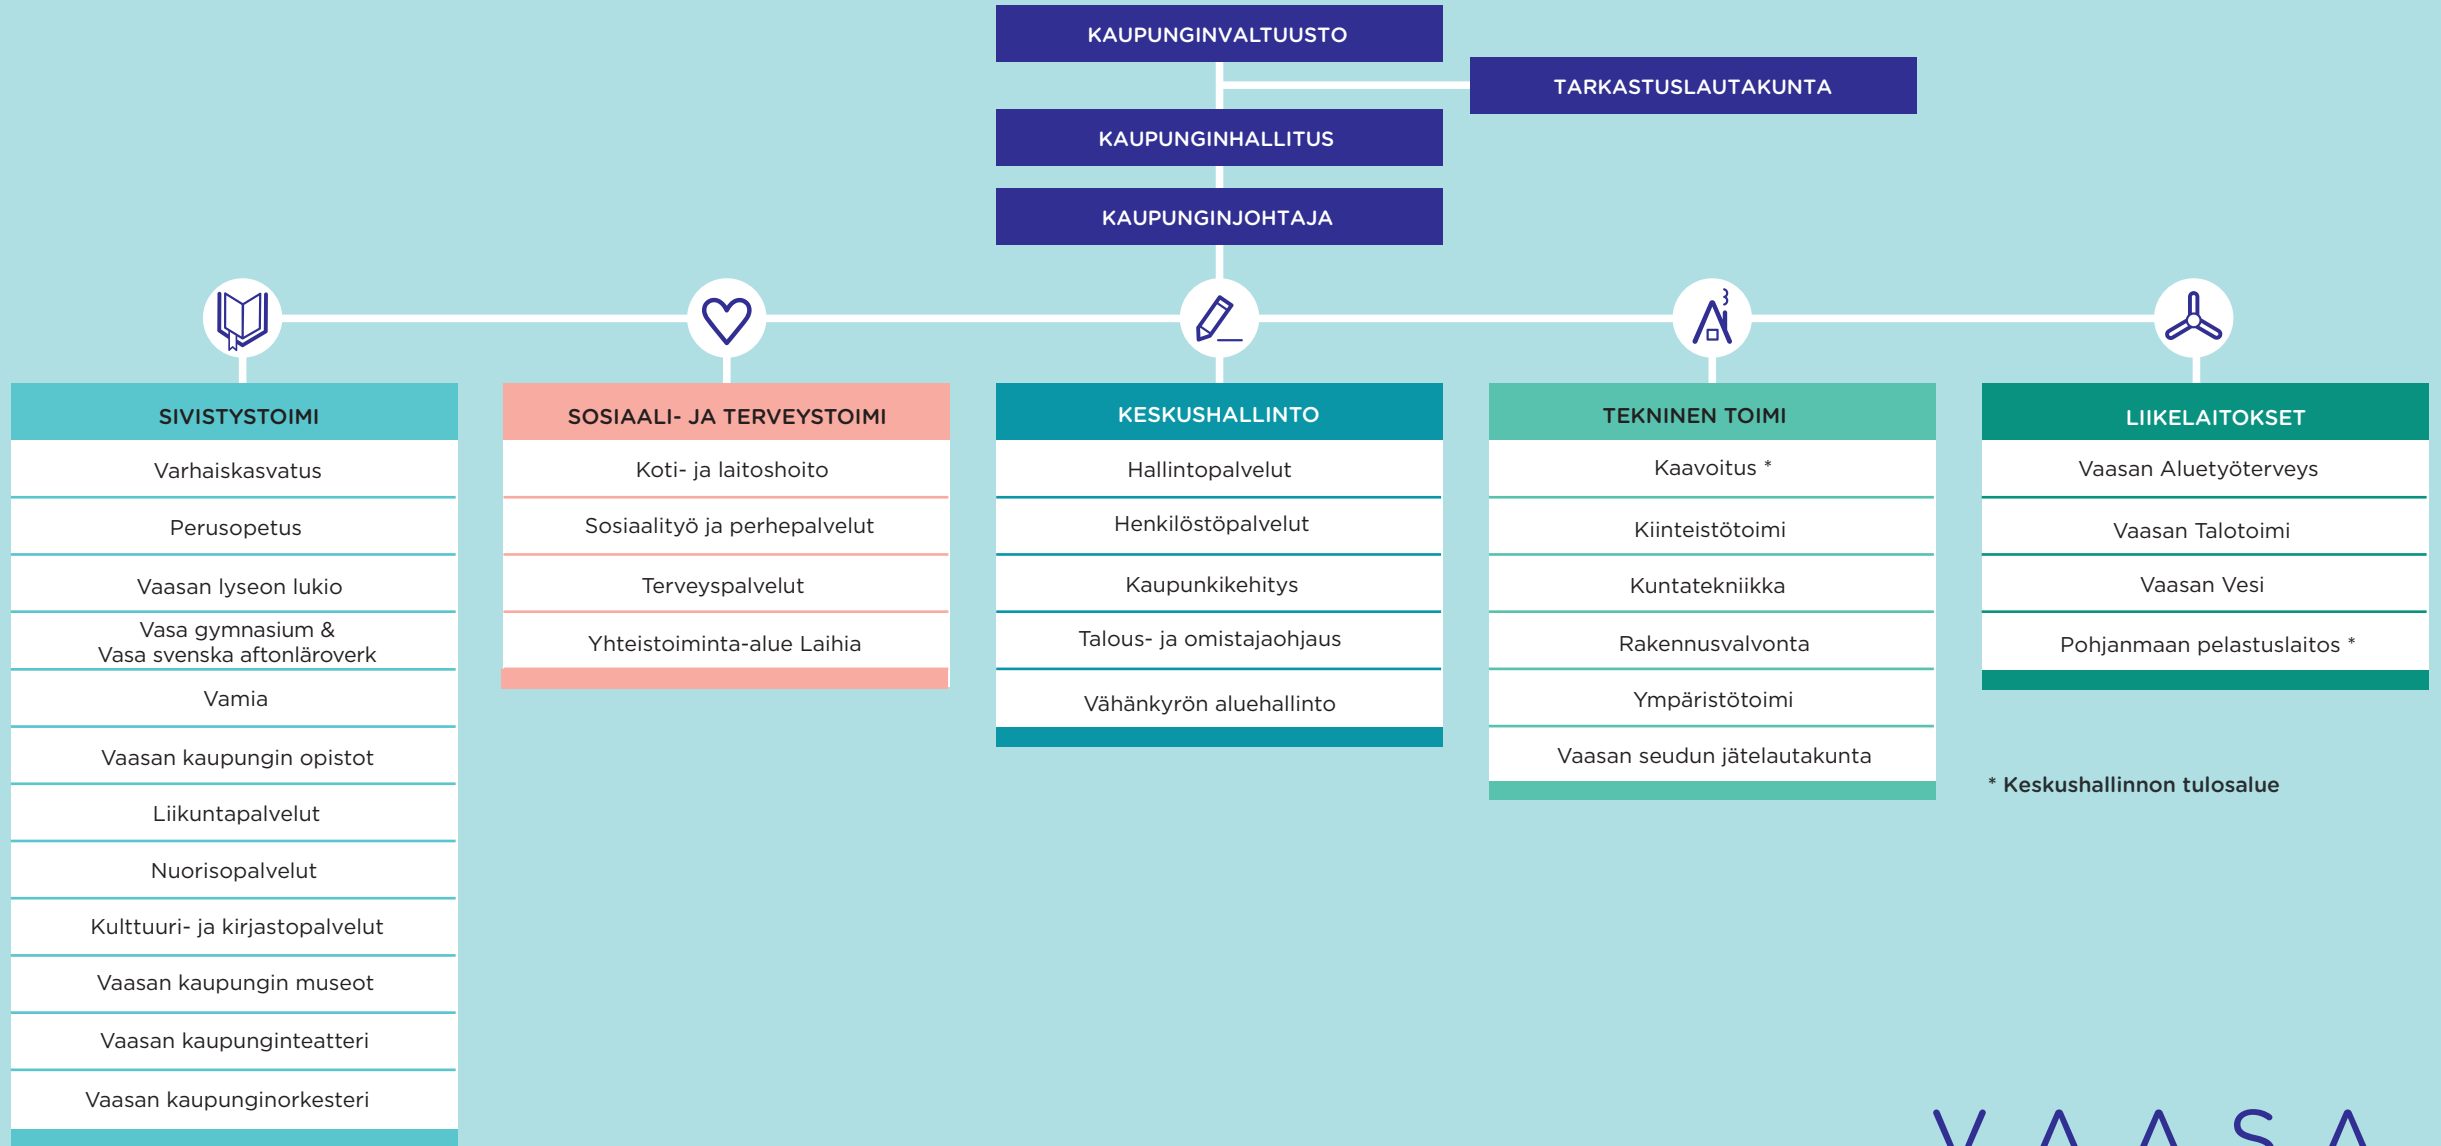 KAUPUNGINVALTUUSTO
TARKASTUSLAUTAKUNTA
KAUPUNGINHALLITUS
KAUPUNGINJOHTAJA
SIVISTYSTOIMI
Varhaiskasvatus
Perusopetus
Vaasan lyseon lukio
Vasa gymnasium &
Vasa svenska aftonläroverk
Vamia
Vaasan kaupungin opistot
Liikuntapalvelut
Nuorisopalvelut
Kulttuuri- ja kirjastopalvelut
Vaasan kaupungin museot
Vaasan kaupunginteatteri
Vaasan kaupunginorkesteri
SOSIAALI- JA TERVEYSTOIMI
Koti- ja laitoshoito
Sosiaalityö ja perhepalvelut
Terveyspalvelut
Yhteistoiminta-alue Laihia
KESKUSHALLINTO
Hallintopalvelut
Henkilöstöpalvelut
Kaupunkikehitys
Talous- ja omistajaohjaus
Vähänkyrön aluehallinto
TEKNINEN TOIMI
Kaavoitus *
Kiinteistötoimi
Kuntatekniikka
Rakennusvalvonta
Ympäristötoimi
Vaasan seudun jätelautakunta
LIIKELAITOKSET
Vaasan Aluetyöterveys
Vaasan Talotoimi
Vaasan Vesi
Pohjanmaan pelastuslaitos *
* Keskushallinnon tulosalue
VAASA